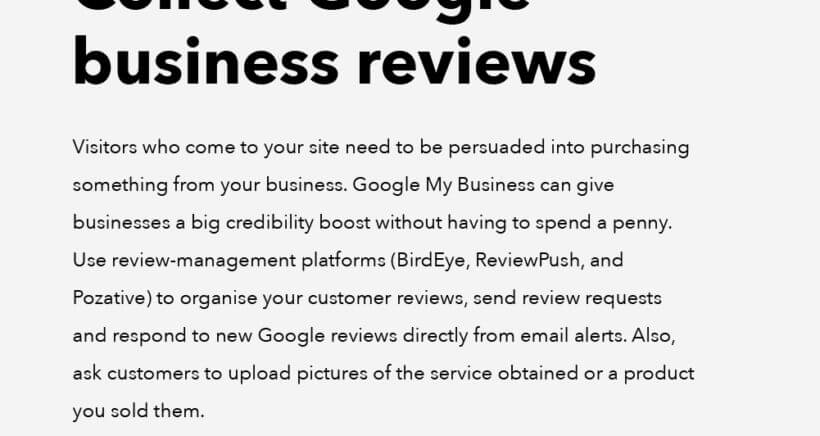 Collect Google
business reviews
Visitors who come to your site need to be persuaded into purchasing
something from your business. Google My Business can give
businesses a big credibility boost without having to spend a penny.
Use review-management platforms (BirdEye, ReviewPush, and
Pozative) to organise your customer reviews, send review requests
and respond to new Google reviews directly from email alerts. Also,
ask customers to upload pictures of the service obtained or a product
you sold them.